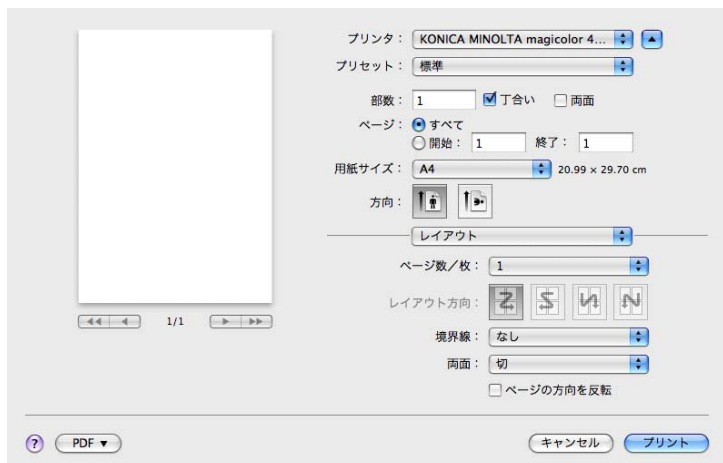 プリンタ： KONICA MINOLTA magicolor 4...
プリセット： 標準
部数： 1 丁合い 両面
ページ： すべて
開始： 1 終了： 1
用紙サイズ： A4 20.99 × 29.70 cm
方向：
レイアウト
ページ数／枚： 1
レイアウト方向：
境界線： なし
両面： 切
ページの方向を反転
1/1
? PDF ▼ キャンセル プリント